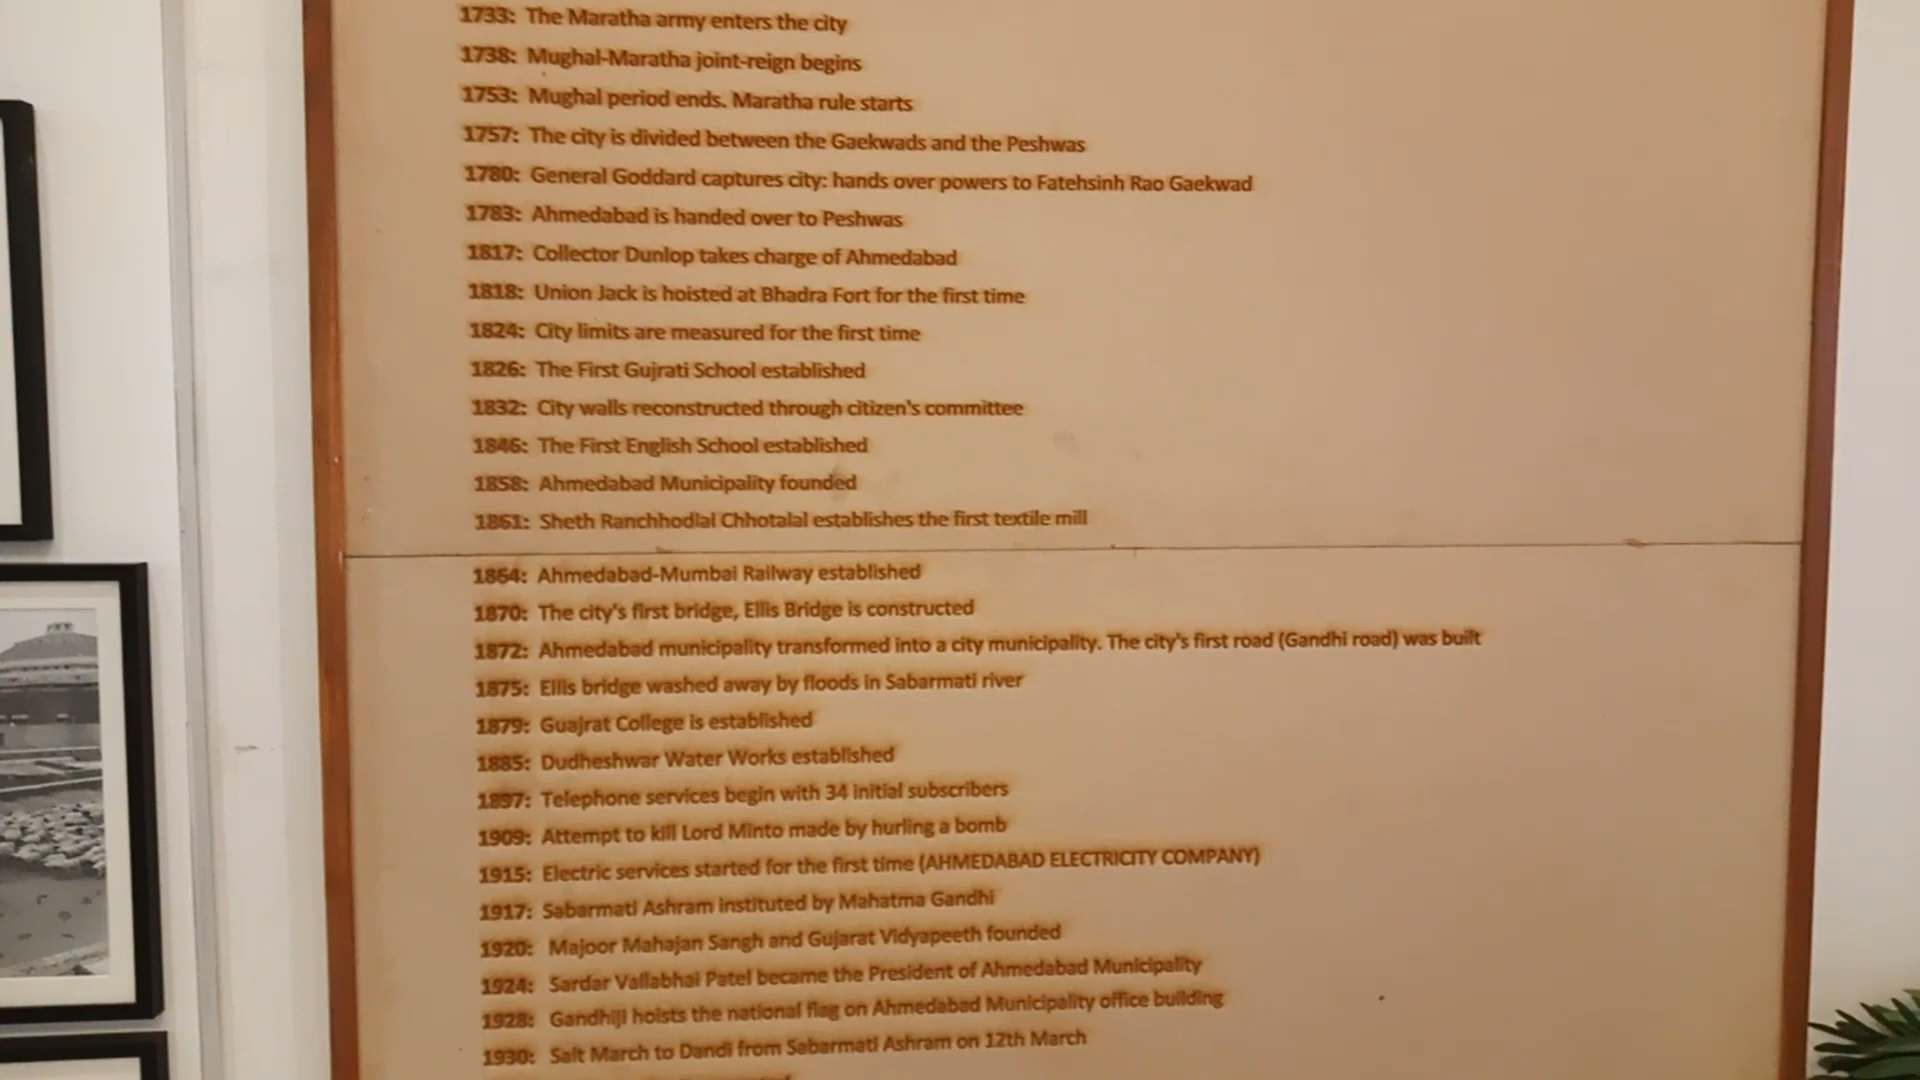 1733: The Maratha army enters the city
1738: Mughal-Maratha joint-reign begins
1753: Mughal period ends. Maratha rule starts
1757: The city is divided between the Gaekwads and the Peshwas
1780: General Goddard captures city: hands over powers to Fatehsinh Rao Gaekwad
1783: Ahmedabad is handed over to Peshwas
1817: Collector Dunlop takes charge of Ahmedabad
1818: Union Jack is hoisted at Bhadra Fort for the first time
1824: City limits are measured for the first time
1826: The First Gujrati School established
1832: City walls reconstructed through citizen's committee
1846: The First English School established
1858: Ahmedabad Municipality founded
1861: Sheth Ranchhodlal Chhotalal establishes the first textile mill
1864: Ahmedabad-Mumbai Railway established
1870: The city's first bridge, Ellis Bridge is constructed
1872: Ahmedabad municipality transformed into a city municipality. The city's first road (Gandhi road) was built
1875: Ellis bridge washed away by floods in Sabarmati river
1879: Guajrat College is established
1885: Dudheshwar Water Works established
1897: Telephone services begin with 34 initial subscribers
1909: Attempt to kill Lord Minto made by hurling a bomb
1915: Electric services started for the first time (AHMEDABAD ELECTRICITY COMPANY)
1917: Sabarmati Ashram instituted by Mahatma Gandhi
1920: Majoor Mahajan Sangh and Gujarat Vidyapeeth founded
1924: Sardar Vallabhai Patel became the President of Ahmedabad Municipality
1928: Gandhiji hoists the national flag on Ahmedabad Municipality office building
1930: Salt March to Dandi from Sabarmati Ashram on 12th March